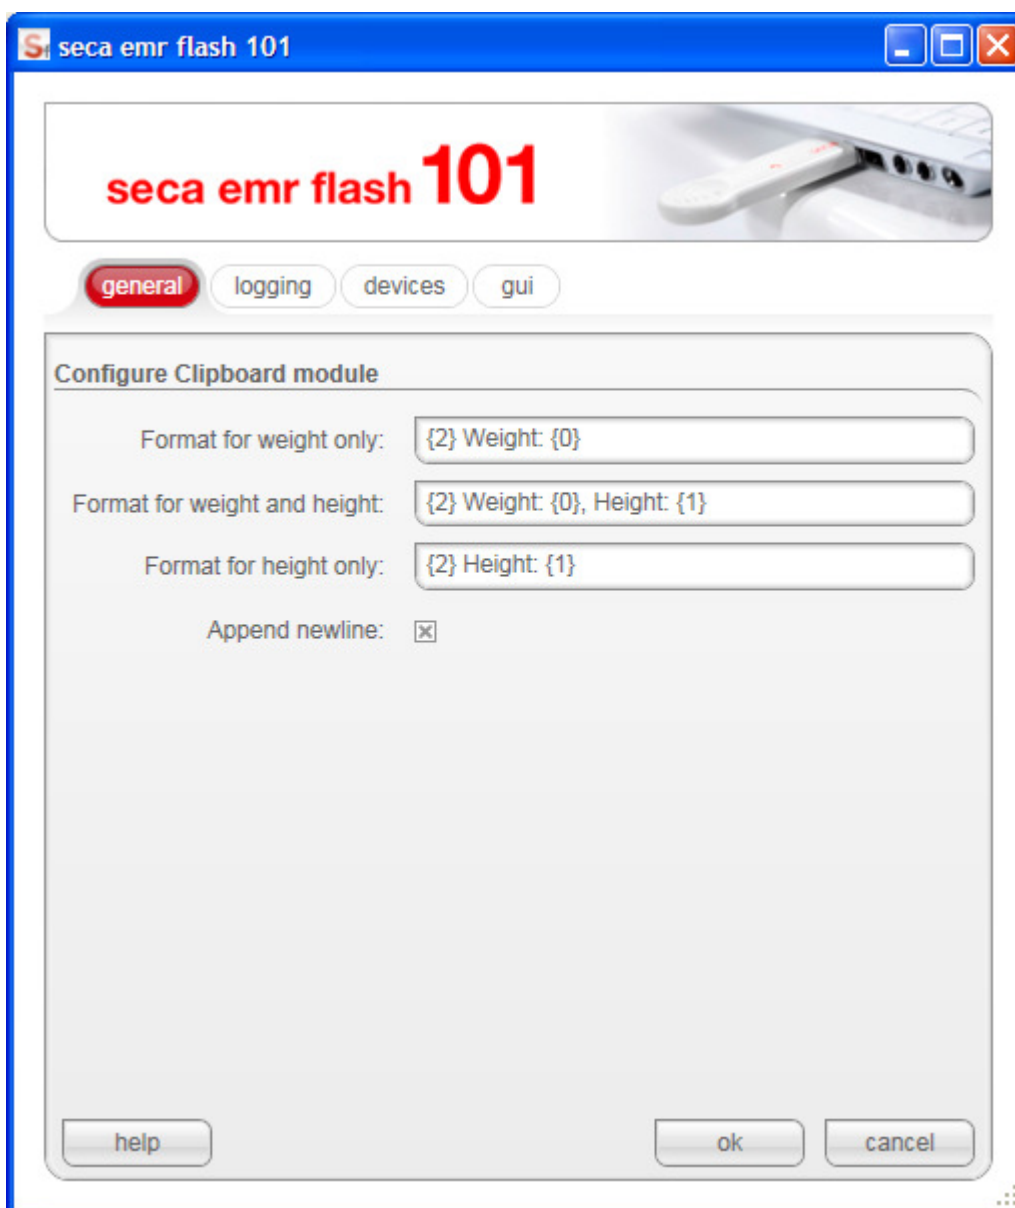 seca emr flash 101
seca emr flash 101
general logging devices gui
Configure Clipboard module
Format for weight only: {2} Weight: {0}
Format for weight and height: {2} Weight: {0}, Height: {1}
Format for height only: {2} Height: {1}
Append newline:
help ok cancel